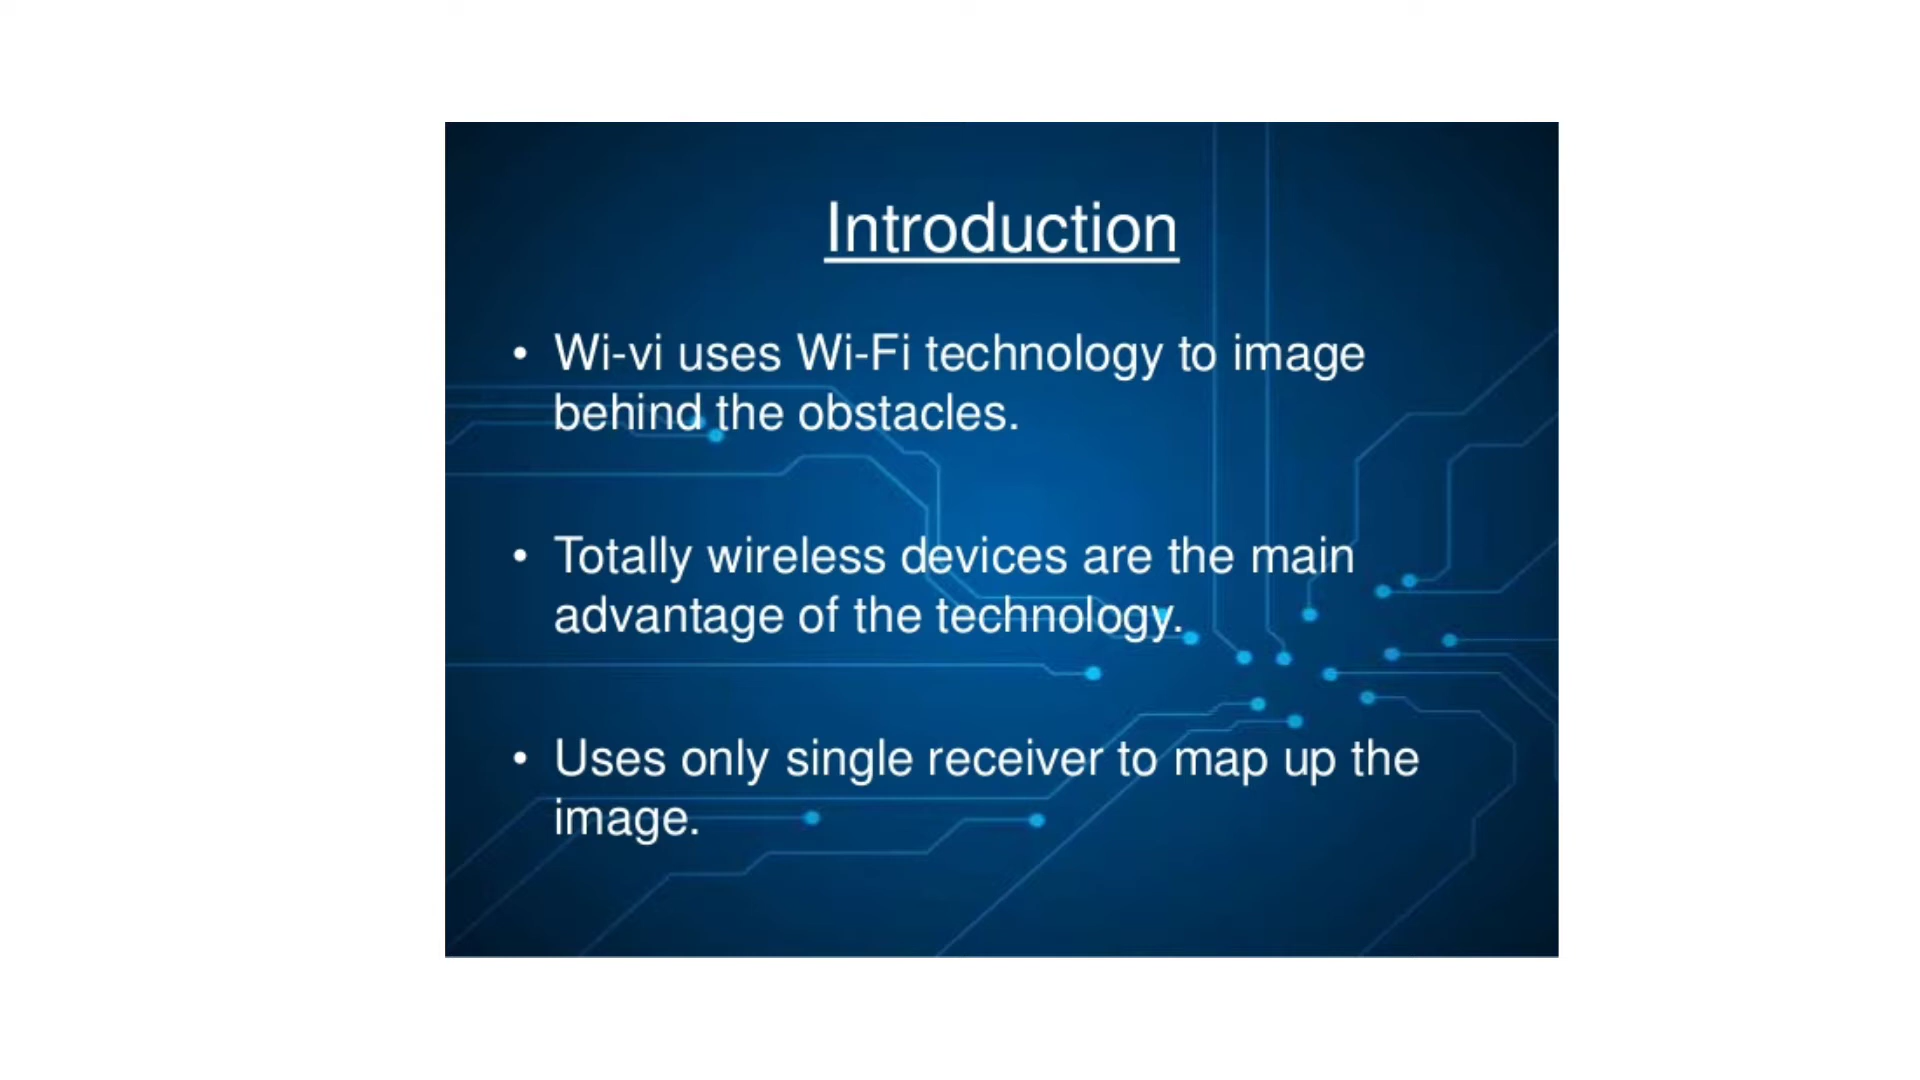 Introduction
• Wi-vi uses Wi-Fi technology to image
behind the obstacles.
• Totally wireless devices are the main
advantage of the technology.
• Uses only single receiver to map up the
image.